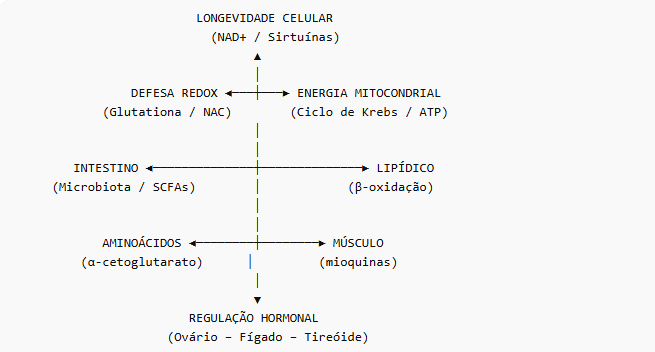 LONGEVIDADE CELULAR
(NAD+ / Sirtuínas)
DEFESA REDOX ENERGIA MITOCONDRIAL
(Glutationa / NAC) (Ciclo de Krebs / ATP)
INTESTINO LIPÍDICO
(Microbiota / SCFAs) (β-oxidação)
AMINOÁCIDOS MÚSCULO
(α-cetoglutarato) (mioquinas)
REGULAÇÃO HORMONAL
(Ovário – Fígado – Tireóide)